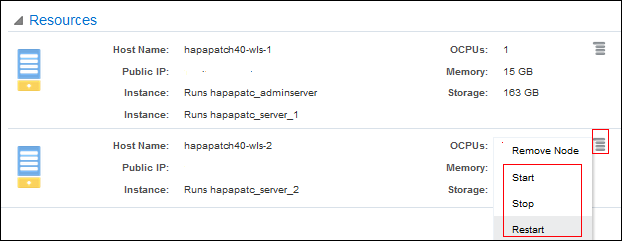 Resources
Host Name: hapapatch40-wls-1 OCPUs: 1
Public IP: Memory: 15 GB
Instance: Runs hapapatc_adminserver Storage: 163 GB
Runs hapapatc_server_1
Host Name: hapapatch40-wls-2 OCPUs:
Remove Node
Public IP: Memory:
Start
Instance: Runs hapapatc_server_2 Storage:
Stop
Restart